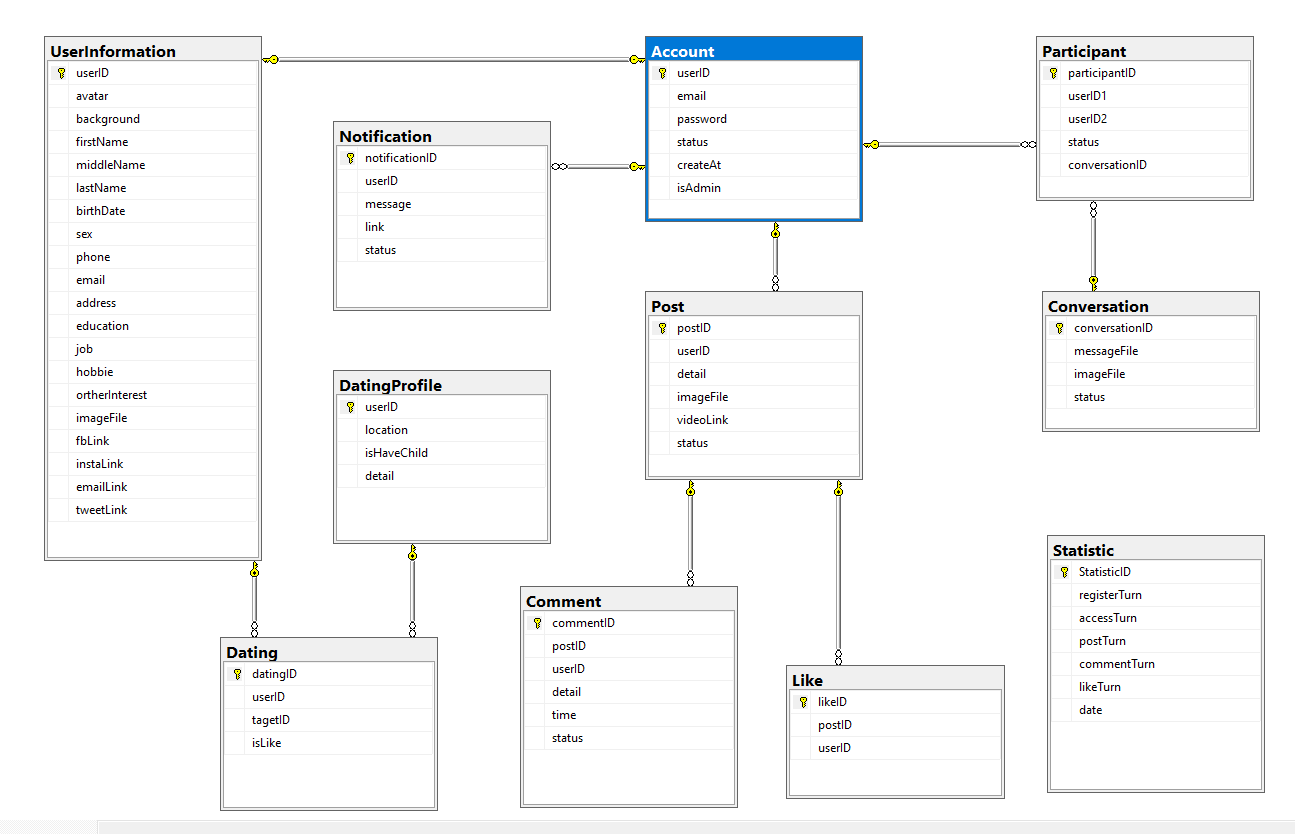 UserInformation
userID
avatar
background
firstName
middleName
lastName
birthDate
sex
phone
email
address
education
job
hobbie
ortherInterest
imageFile
fbLink
instaLink
emailLink
tweetLink
Notification
notificationID
userID
message
link
status
DatingProfile
userID
location
isHaveChild
detail
Dating
datingID
userID
tagetID
isLike
Account
userID
email
password
status
createAt
isAdmin
Post
postID
userID
detail
imageFile
videoLink
status
Comment
commentID
postID
userID
detail
time
status
Like
likeID
postID
userID
Participant
participantID
userID1
userID2
status
conversationID
Conversation
conversationID
messageFile
imageFile
status
Statistic
StatisticID
registerTurn
accessTurn
postTurn
commentTurn
likeTurn
date